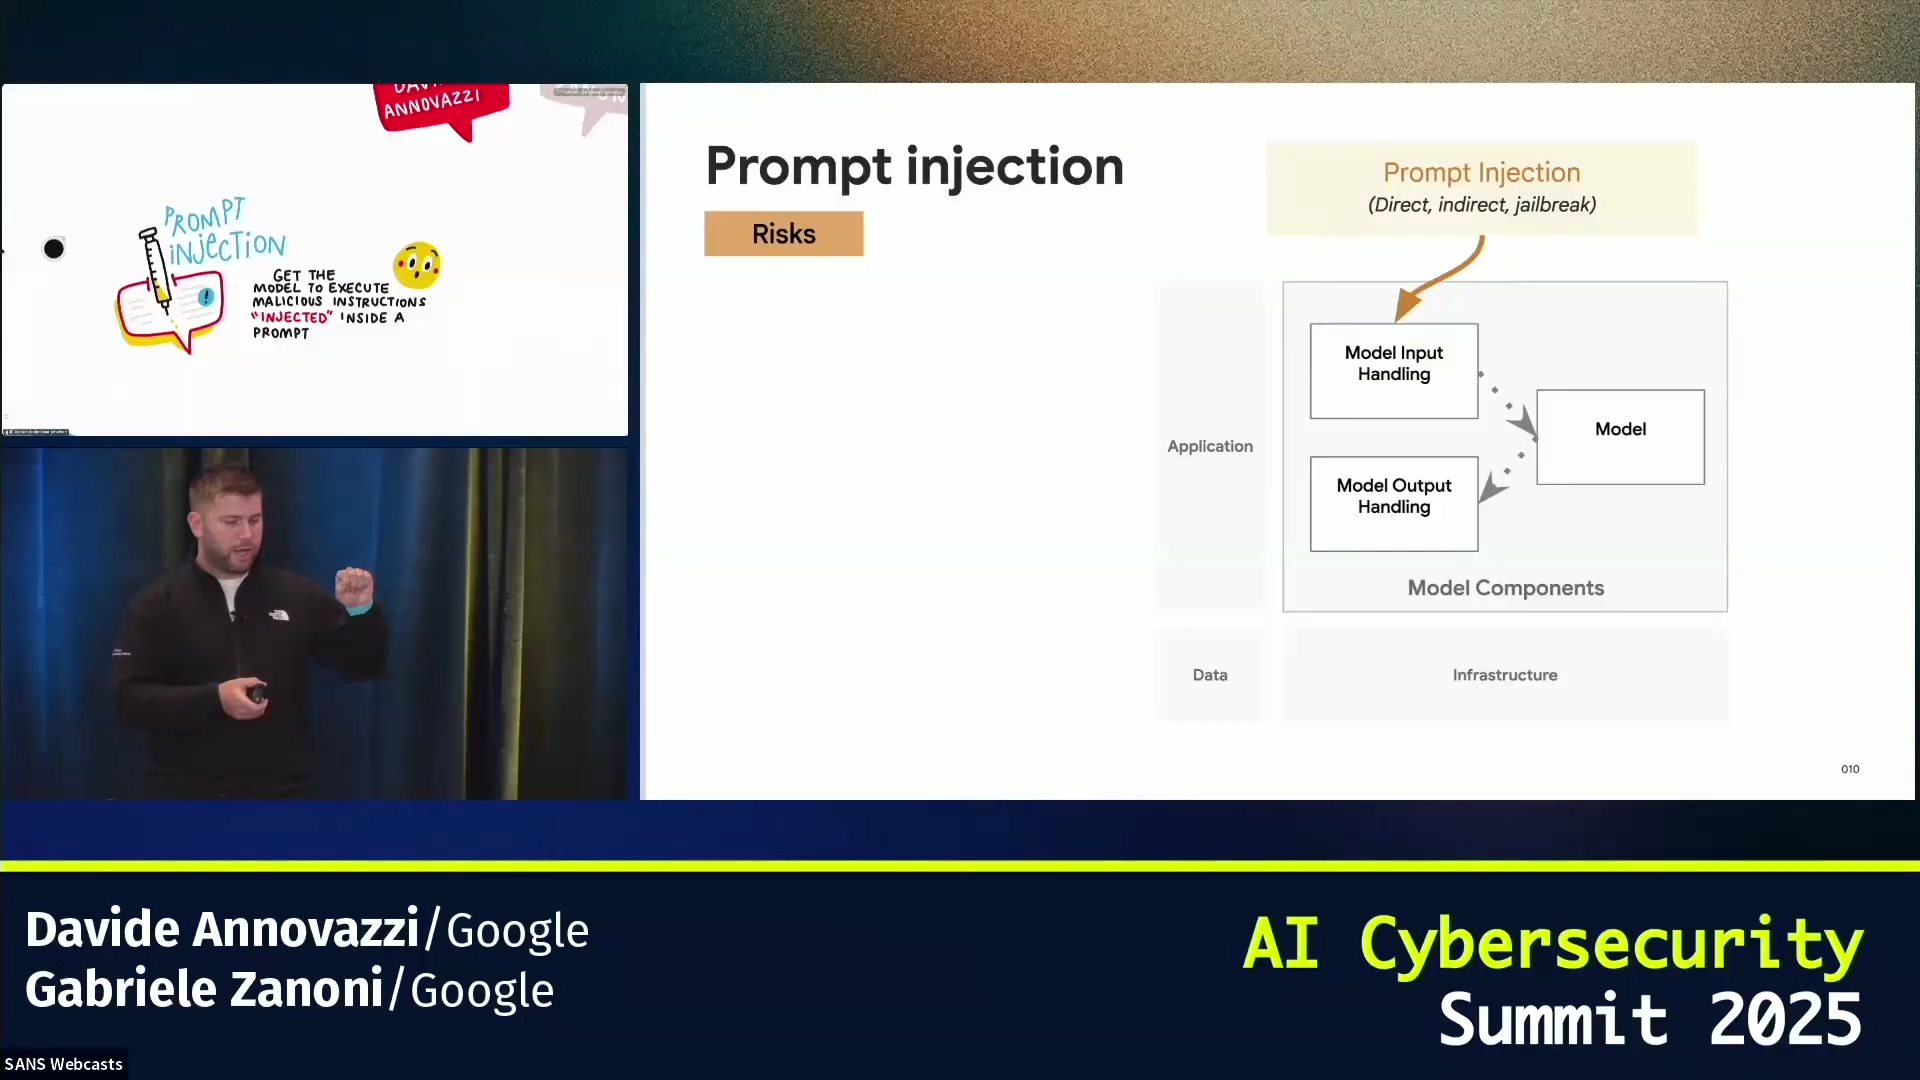 ANNOVAZZI
PROMPT
INJECTION
GET THE
MODEL TO EXECUTE
MALICIOUS INSTRUCTIONS
"INJECTED" INSIDE A
PROMPT
!
Prompt injection
Risks
Prompt Injection
(Direct, indirect, jailbreak)
Model Input
Handling
Model
Application
Model Output
Handling
Model Components
Data
Infrastructure
010
Davide Annovazzi/Google
Gabriele Zanoni/Google
AI Cybersecurity
Summit 2025
SANS Webcasts